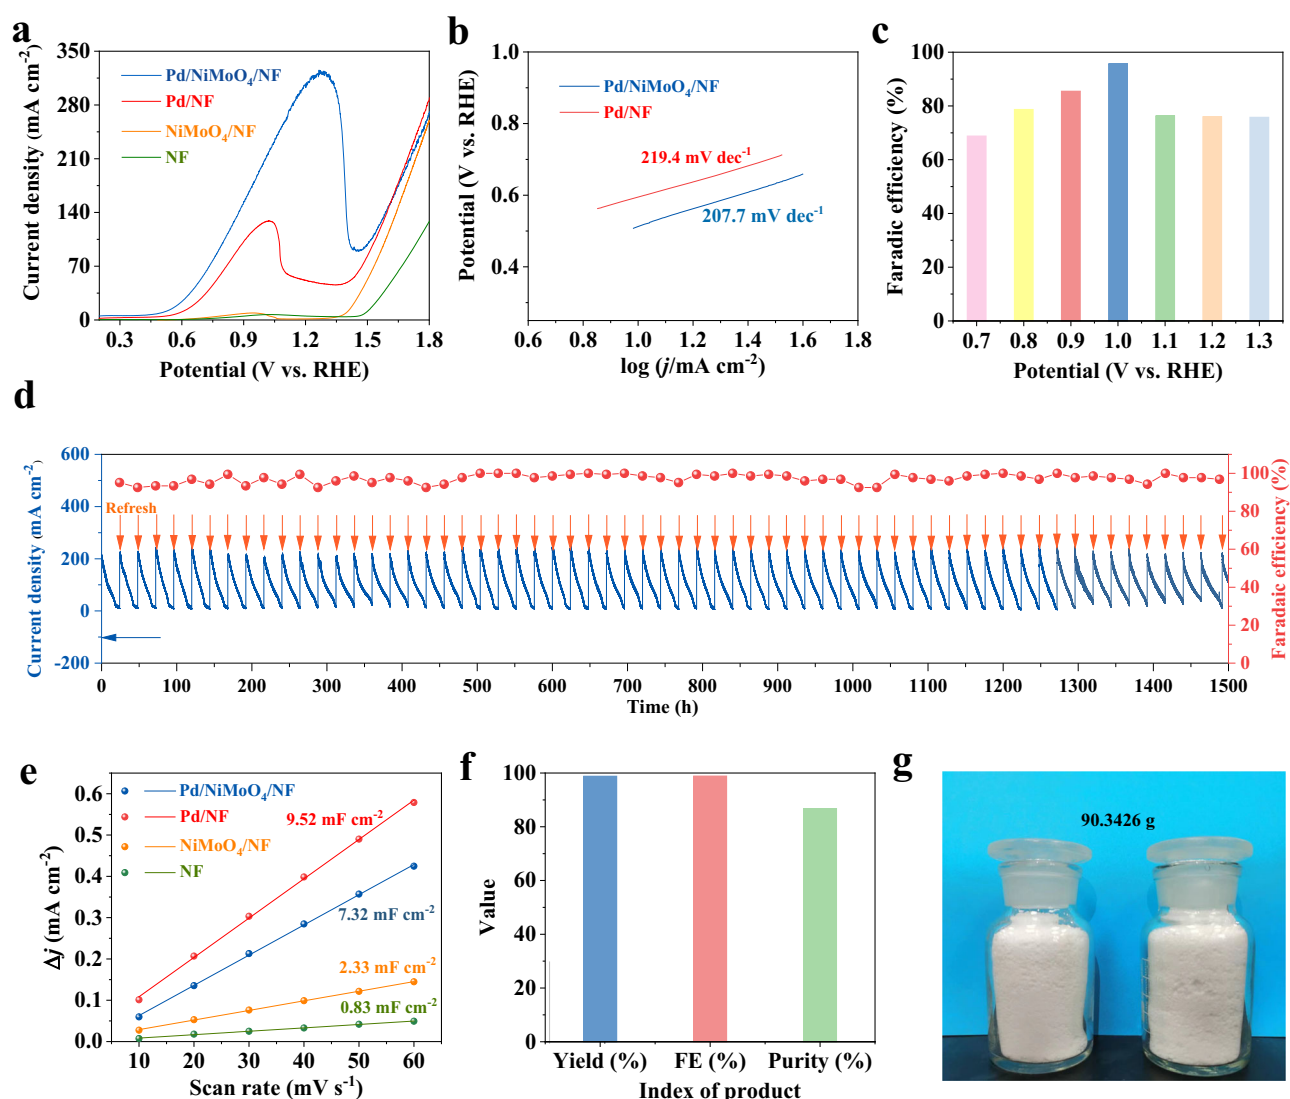 a
350
280
210
140
70
0
Current density (mA cm-2)
Pd/NiMoO4/NF
Pd/NF
NiMoO4/NF
NF
0.3 0.6 0.9 1.2 1.5 1.8
Potential (V vs. RHE)
b
1.0
0.8
0.6
0.4
Potential (V vs. RHE)
Pd/NiMoO4/NF
Pd/NF
219.4 mV dec-1
207.7 mV dec-1
0.6 0.8 1.0 1.2 1.4 1.6 1.8
log (j/mA cm-2)
c
100
80
60
40
20
0
Faradic efficiency (%)
0.7 0.8 0.9 1.0 1.1 1.2 1.3
Potential (V vs. RHE)
d
600
400
200
0
-200
Current density (mA cm-2)
Refresh
100
80
60
40
20
0
Faradaic efficiency (%)
0 100 200 300 400 500 600 700 800 900 1000 1100 1200 1300 1400 1500
Time (h)
e
0.6
0.5
0.4
0.3
0.2
0.1
0.0
Δj (mA cm-2)
Pd/NiMoO4/NF
Pd/NF
NiMoO4/NF
NF
9.52 mF cm-2
7.32 mF cm-2
2.33 mF cm-2
0.83 mF cm-2
10 20 30 40 50 60
Scan rate (mV s-1)
f
100
80
60
40
20
0
Value
Yield (%) FE (%) Purity (%)
Index of product
g
90.3426 g